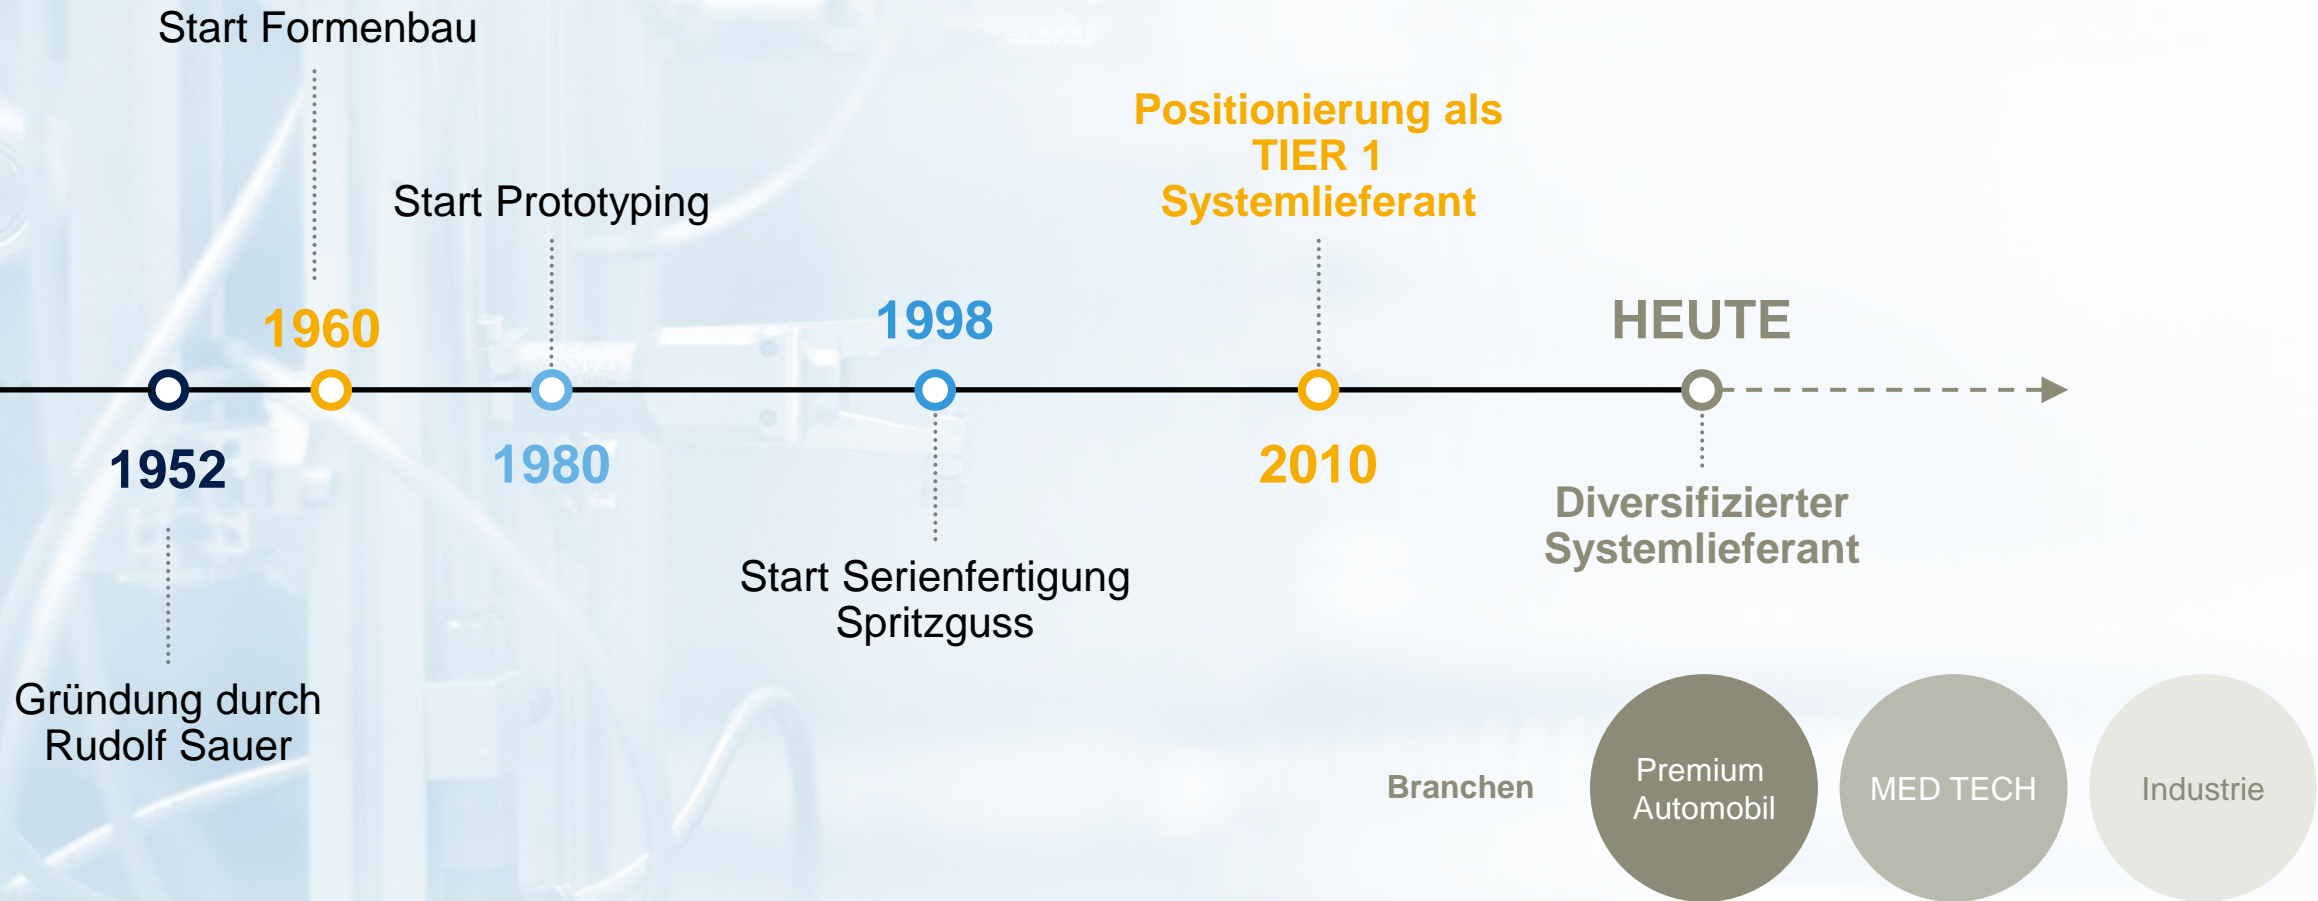 Start Formenbau
Positionierung als
TIER 1
Systemlieferant
Start Prototyping
1960
1998
HEUTE
1952
1980
2010
Diversifizierter
Systemlieferant
Start Serienfertigung
Spritzguss
Gründung durch
Rudolf Sauer
Branchen
Premium
Automobil
MED TECH
Industrie